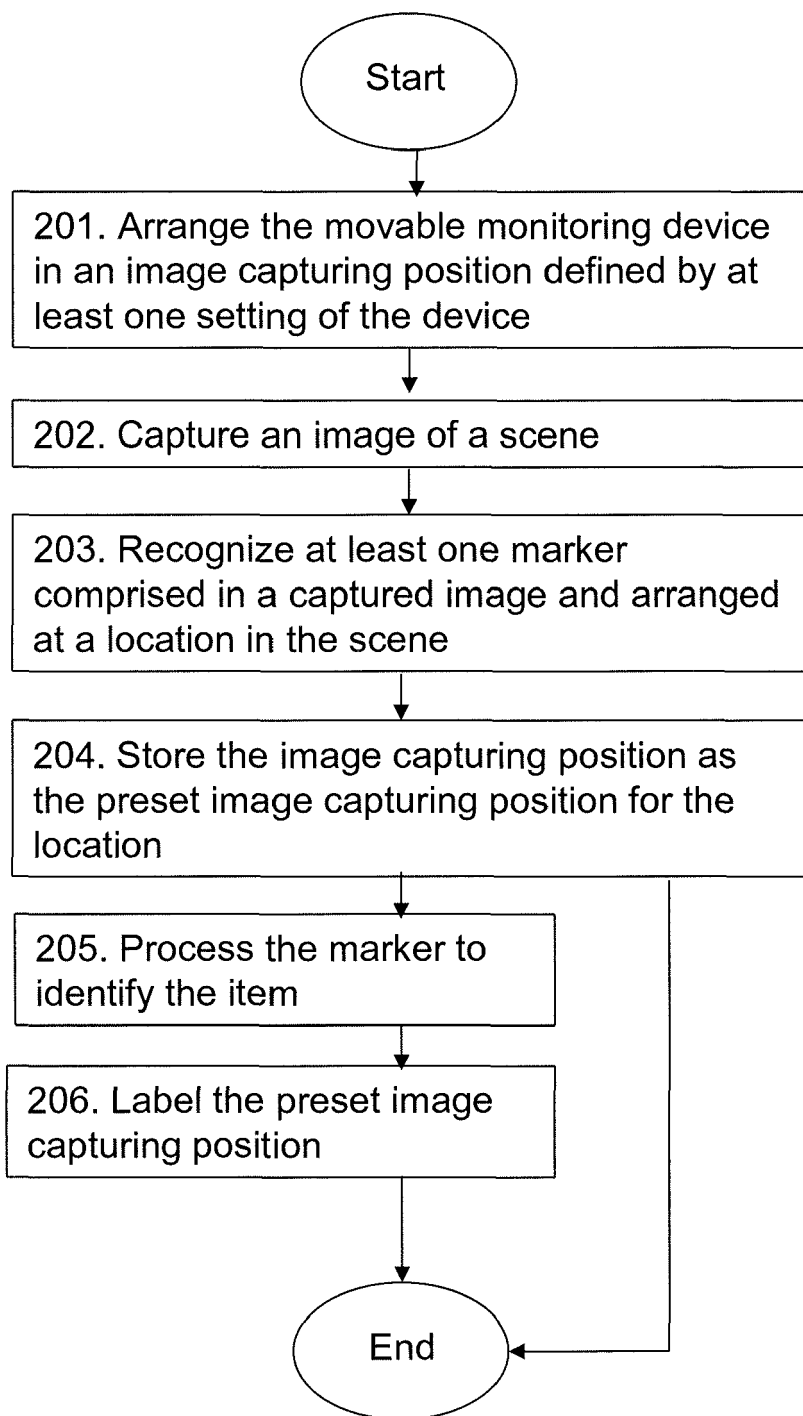 Start
201. Arrange the movable monitoring device
in an image capturing position defined by at
least one setting of the device
202. Capture an image of a scene
203. Recognize at least one marker
comprised in a captured image and arranged
at a location in the scene
204. Store the image capturing position as
the preset image capturing position for the
location
205. Process the marker to
identify the item
206. Label the preset image
capturing position
End